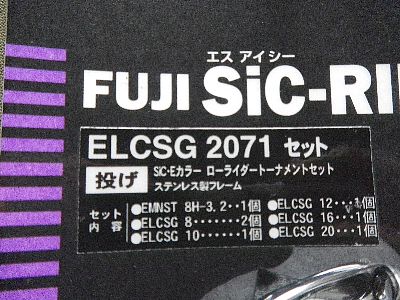 エス アイシー
FUJI SiC-RI
ELCSG 2071 セット
投げ SiC・Eカラー ローライダートーナメントセット
ステンレス製フレーム
セット内容
●EMNST 8H-3.2・・1個
●ELCSG 8・・・・・・・2個
●ELCSG 10・・・・・・1個
●ELCSG 12・・・1個
●ELCSG 16・・・1個
●ELCSG 20・・・1個